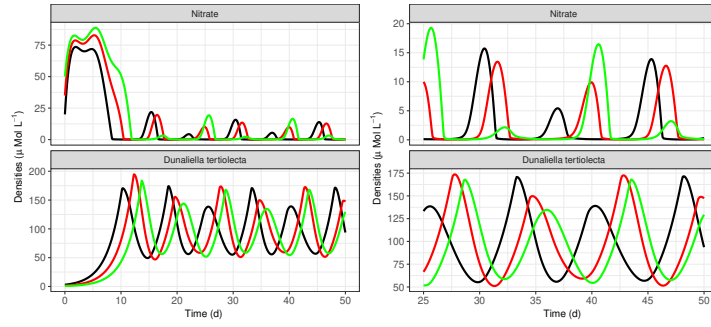 Nitrate
75
50
25
0
Dunaliella tertiolecta
200
150
100
50
0
0 10 20 30 40 50
Time (d)
Densities (μ Mol L⁻¹)
Nitrate
20
15
10
5
0
Dunaliella tertiolecta
175
150
125
100
75
50
25 30 35 40 45 50
Time (d)
Densities (μ Mol L⁻¹)